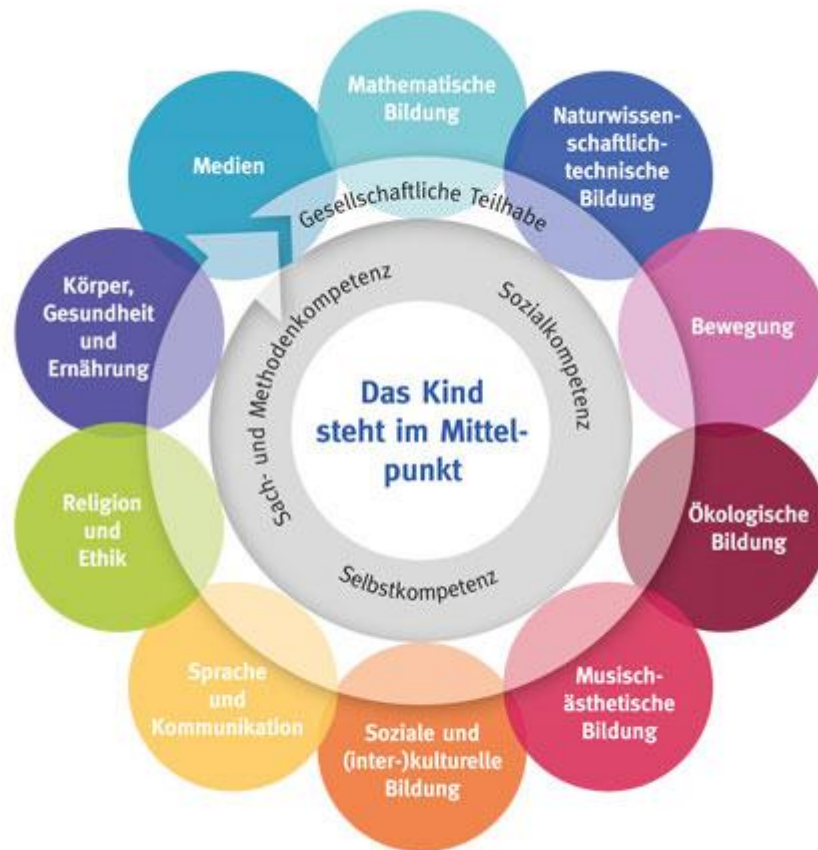 Mathematische
Bildung
Naturwissen-
schaftlich-
technische
Bildung
Bewegung
Ökologische
Bildung
Musisch-
ästhetische
Bildung
Soziale und
(inter-)kulturelle
Bildung
Sprache
und
Kommunikation
Religion
und
Ethik
Körper,
Gesundheit
und
Ernährung
Medien
Gesellschaftliche Teilhabe
Sach- und Methodenkompetenz
Sozialkompetenz
Selbstkompetenz
Das Kind
steht im Mittel-
punkt